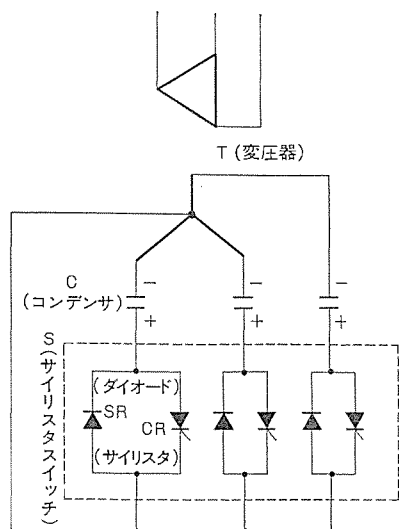 T (変圧器)
C
(コンデンサ)
−
+
−
+
−
+
S(サイリスタスイッチ)
(ダイオード)
SR
CR
(サイリスタ)